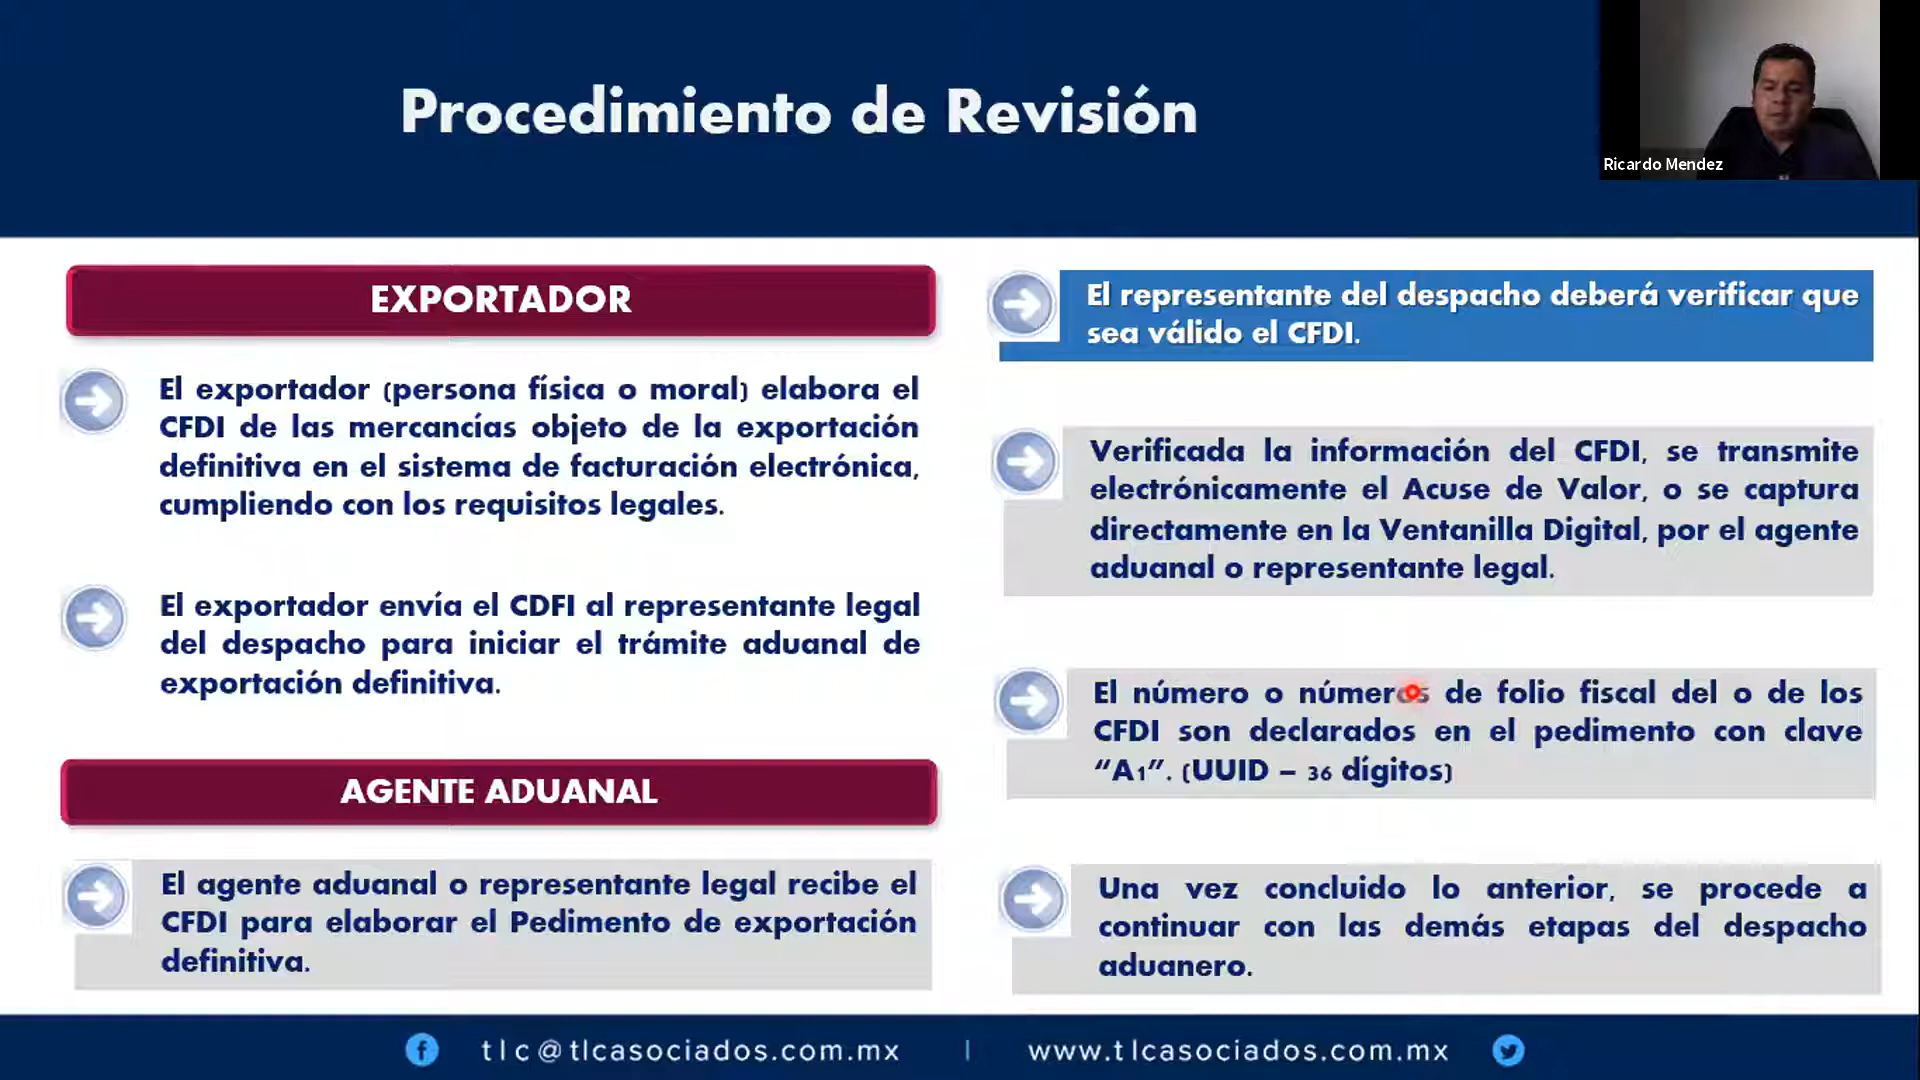 Procedimiento de Revisión
Ricardo Mendez
EXPORTADOR
El exportador (persona física o moral) elabora el
CFDI de las mercancías objeto de la exportación
definitiva en el sistema de facturación electrónica,
cumpliendo con los requisitos legales.
El exportador envía el CDFI al representante legal
del despacho para iniciar el trámite aduanal de
exportación definitiva.
AGENTE ADUANAL
El agente aduanal o representante legal recibe el
CFDI para elaborar el Pedimento de exportación
definitiva.
El representante del despacho deberá verificar que
sea válido el CFDI.
Verificada la información del CFDI, se transmite
electrónicamente el Acuse de Valor, o se captura
directamente en la Ventanilla Digital, por el agente
aduanal o representante legal.
El número o números de folio fiscal del o de los
CFDI son declarados en el pedimento con clave
“A1”. (UUID – 36 dígitos)
Una vez concluido lo anterior, se procede a
continuar con las demás etapas del despacho
aduanero.
tlc@tlcasociados.com.mx | www.tlcasociados.com.mx